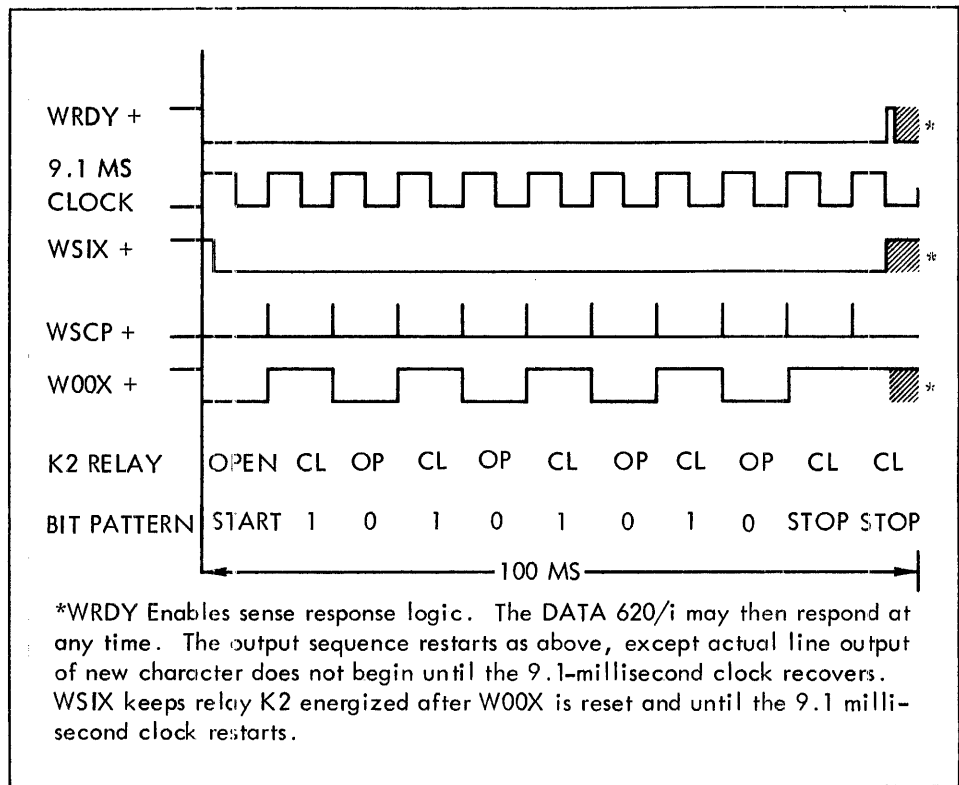 WRDY + *
9.1 MS
CLOCK
WSIX + *
WSCP +
W00X + *
K2 RELAY OPEN CL OP CL OP CL OP CL OP CL CL
BIT PATTERN START 1 0 1 0 1 0 1 0 STOP STOP
100 MS
*WRDY Enables sense response logic. The DATA 620/i may then respond at
any time. The output sequence restarts as above, except actual line output
of new character does not begin until the 9.1-millisecond clock recovers.
WSIX keeps relay K2 energized after W00X is reset and until the 9.1 milli-
second clock restarts.